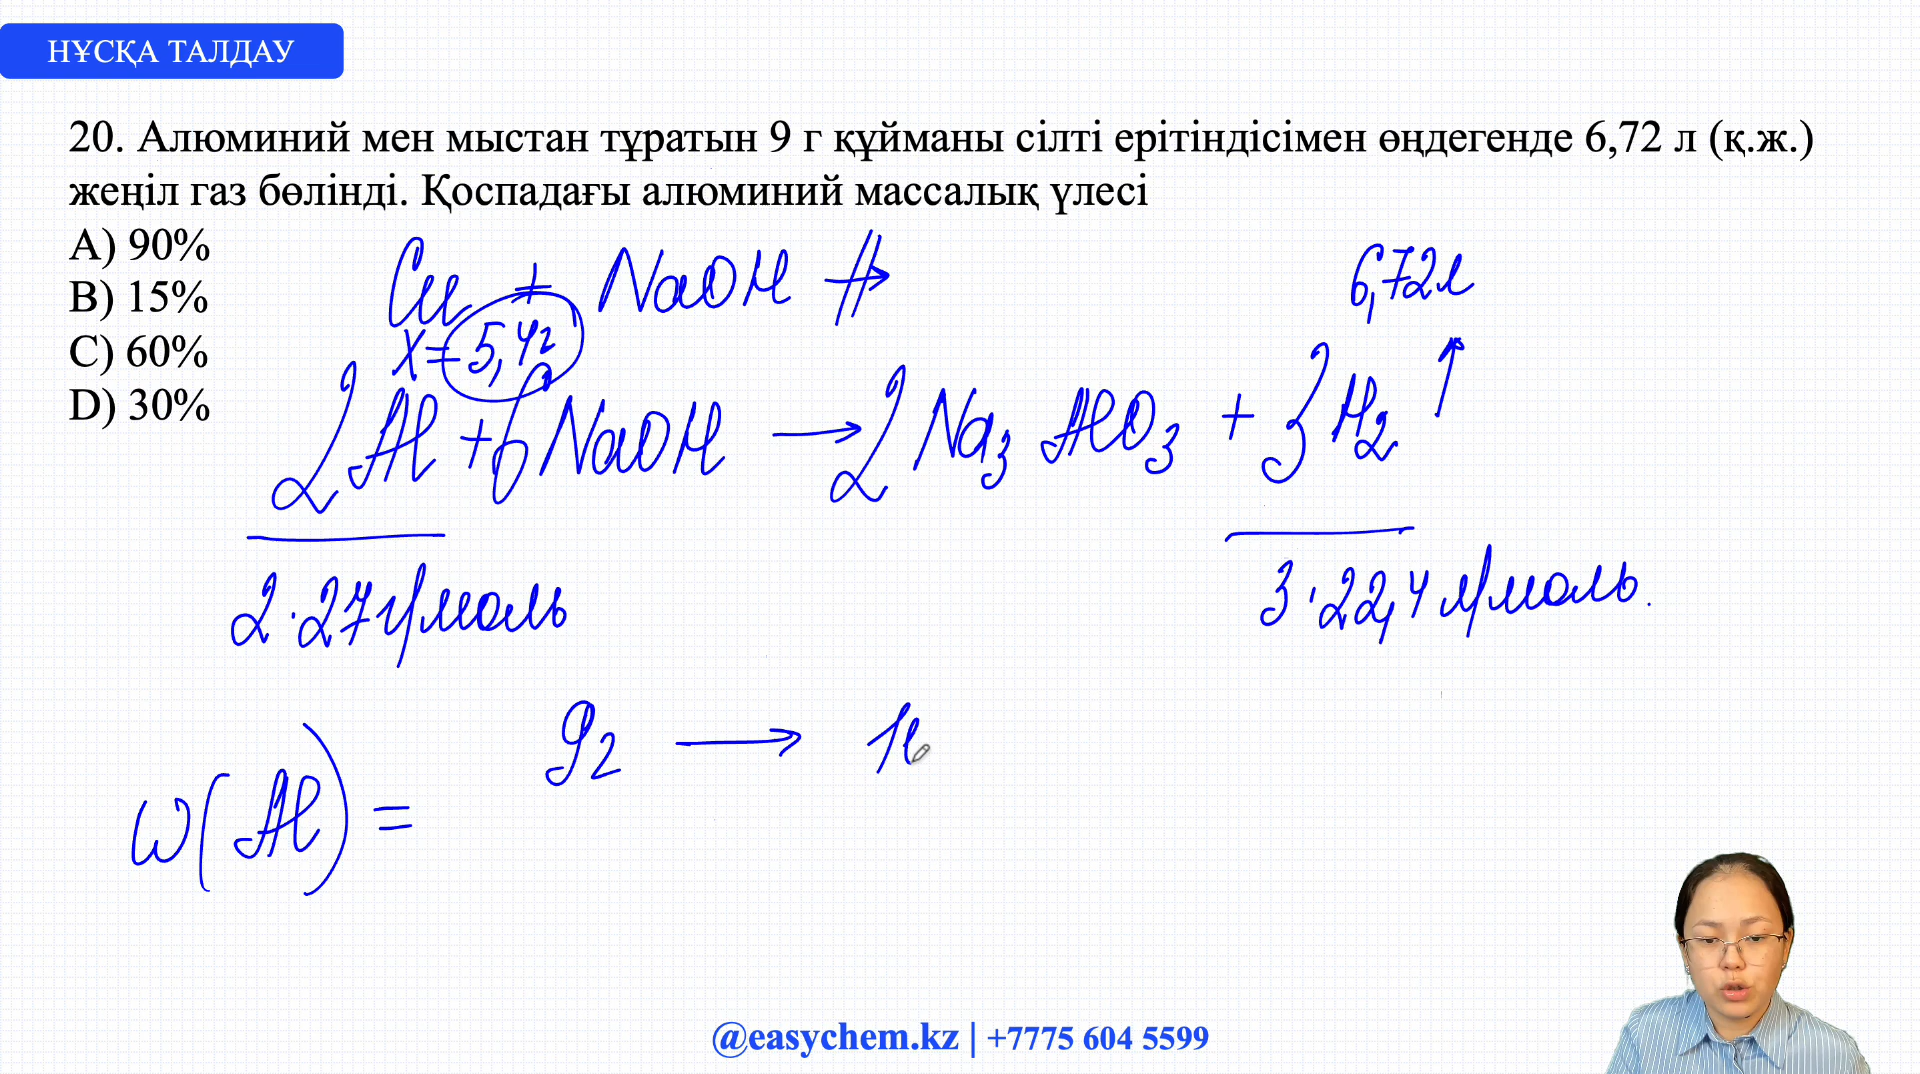 НҰСҚА ТАЛДАУ
20. Алюминий мен мыстан тұратын 9 г құйманы сілті ерітіндісімен өңдегенде 6,72 л (қ.ж.)
жеңіл газ бөлінді. Қоспадағы алюминий массалық үлесі
A) 90%
B) 15%
C) 60%
D) 30%
Cu + NaOH ⇸
6,72л
x = 5,4г
2Al + 6NaOH → 2Na₃AlO₃ + 3H₂ ↑
2·27г/моль
3·22,4 л/моль.
9г →
w(Al) =
@easychem.kz | +7775 604 5599